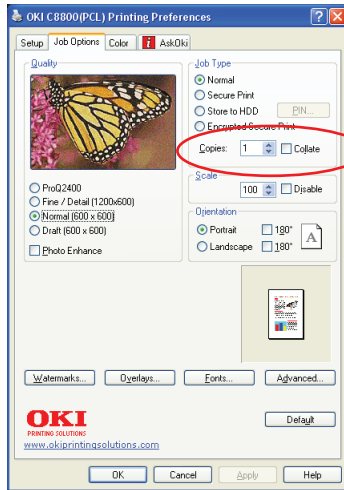 OKI C8800(PCL) Printing Preferences
Setup Job Options Color i AskOki
Quality
ProQ2400
Fine / Detail (1200x600)
Normal (600 x 600)
Draft (600 x 600)
Photo Enhance
Job Type
Normal
Secure Print
Store to HDD PIN...
Encrypted Secure Print
Copies: 1 Collate
Scale
100 Disable
Orientation
Portrait 180°
Landscape 180°
A
Watermarks... Overlays... Fonts... Advanced...
OKI
PRINTING SOLUTIONS
www.okiprintingsolutions.com
Default
OK Cancel Apply Help